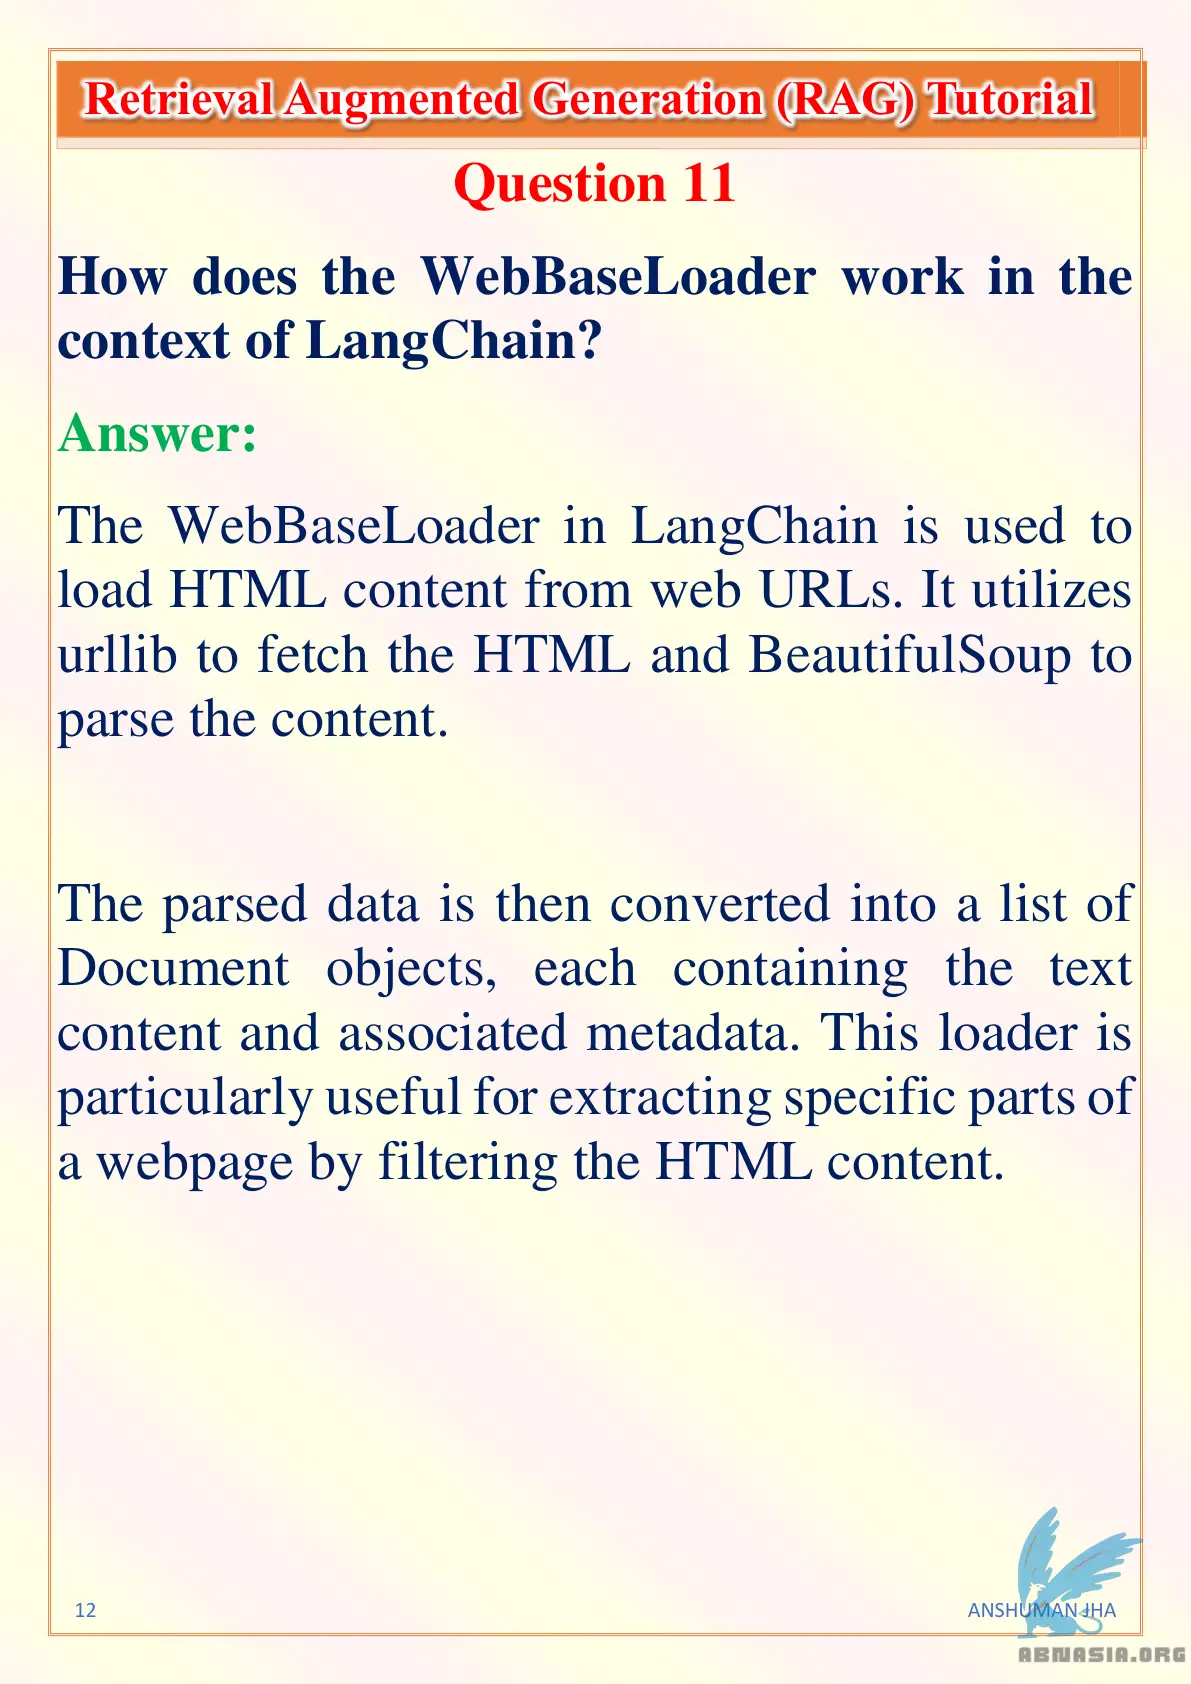 Retrieval Augmented Generation (RAG) Tutorial
Question 11
How does the WebBaseLoader work in the
context of LangChain?
Answer:
The WebBaseLoader in LangChain is used to
load HTML content from web URLs. It utilizes
urllib to fetch the HTML and BeautifulSoup to
parse the content.
The parsed data is then converted into a list of
Document objects, each containing the text
content and associated metadata. This loader is
particularly useful for extracting specific parts of
a webpage by filtering the HTML content.
12
ANSHUMAN JHA
ABNASIA.ORG